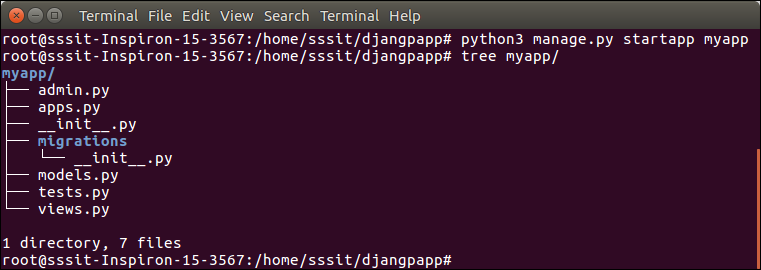 Terminal File Edit View Search Terminal Help
root@sssit-Inspiron-15-3567:/home/sssit/djangpapp# python3 manage.py startapp myapp
root@sssit-Inspiron-15-3567:/home/sssit/djangpapp# tree myapp/
myapp/
├── admin.py
├── apps.py
├── __init__.py
├── migrations
│   └── __init__.py
├── models.py
├── tests.py
└── views.py
1 directory, 7 files
root@sssit-Inspiron-15-3567:/home/sssit/djangpapp#